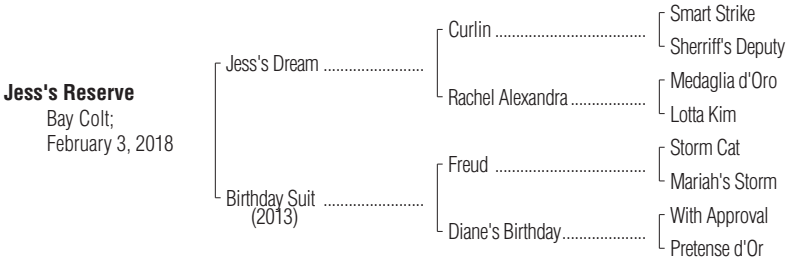 Smart Strike
Curlin ......................................
Sherriff's Deputy
Jess's Dream .........................
Medaglia d'Oro
Rachel Alexandra ...................
Lotta Kim
Jess's Reserve
Bay Colt;
February 3, 2018
Storm Cat
Freud ......................................
Mariah's Storm
Birthday Suit .........................
(2013)
With Approval
Diane's Birthday.....................
Pretense d'Or